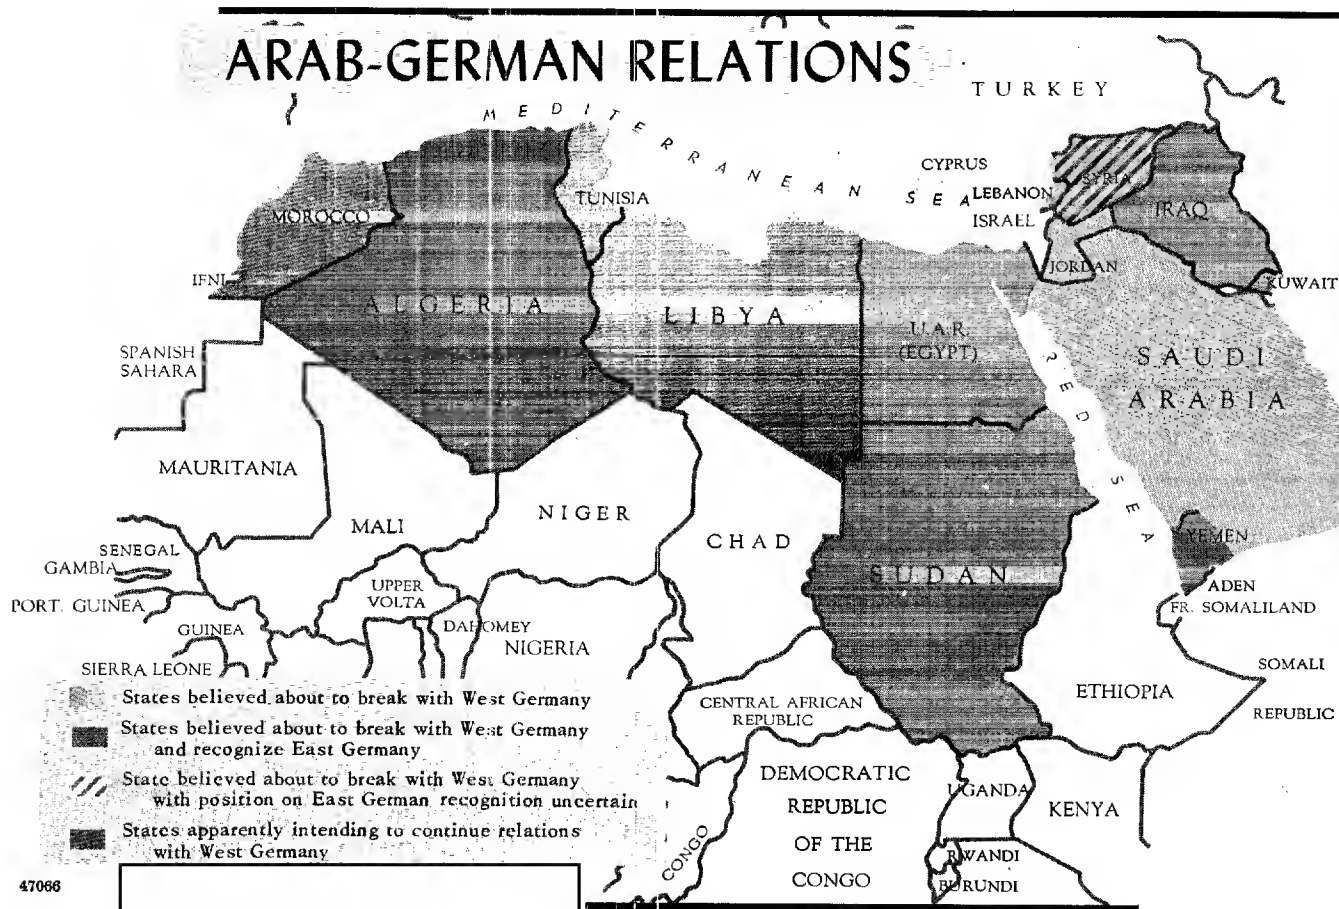 ARAB-GERMAN RELATIONS
TURKEY
MEDITERRANEAN SEA
CYPRUS
LEBANON
SYRIA
ISRAEL
IRAQ
JORDAN
KUWAIT
TUNISIA
MOROCCO
IFNI
ALGERIA
LIBYA
U.A.R.
(EGYPT)
SAUDI
ARABIA
RED SEA
SPANISH
SAHARA
MAURITANIA
MALI
NIGER
CHAD
SUDAN
YEMEN
ADEN
FR. SOMALILAND
SENEGAL
GAMBIA
PORT. GUINEA
GUINEA
SIERRA LEONE
UPPER
VOLTA
DAHOMEY
NIGERIA
CENTRAL AFRICAN
REPUBLIC
ETHIOPIA
SOMALI
REPUBLIC
DEMOCRATIC
REPUBLIC
OF THE
CONGO
CONGO
UGANDA
KENYA
RWANDI
BURUNDI
States believed about to break with West Germany
States believed about to break with West Germany
and recognize East Germany
State believed about to break with West Germany
with position on East German recognition uncertain
States apparently intending to continue relations
with West Germany
47066